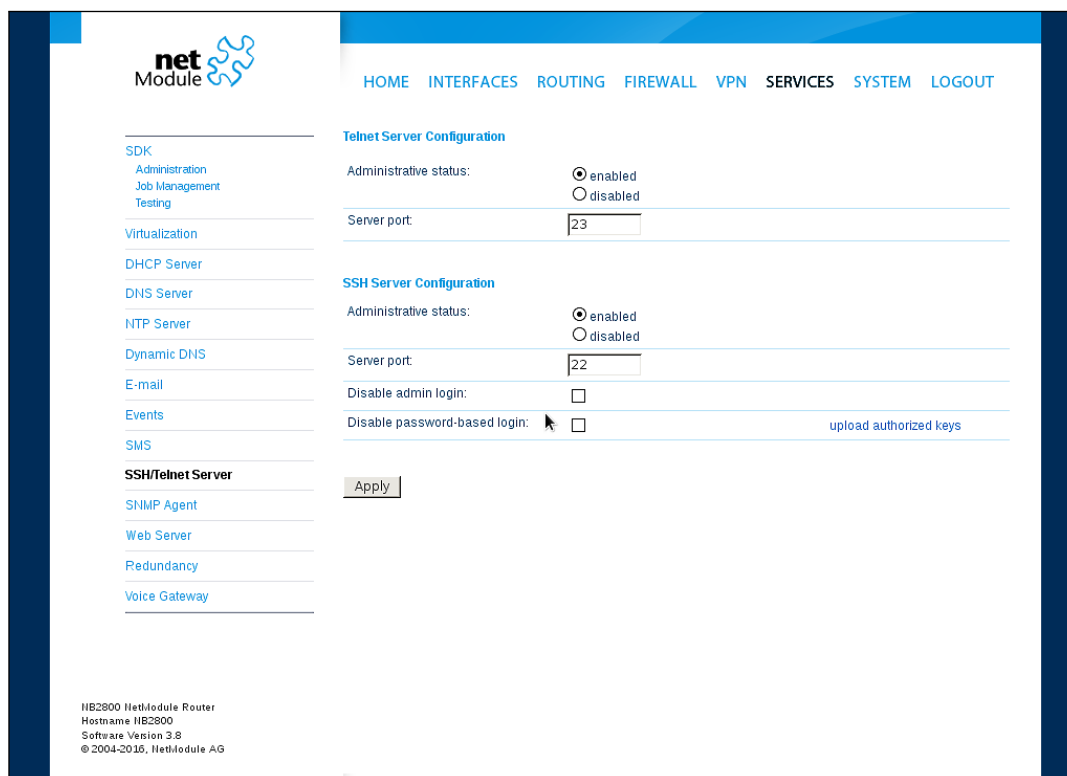 net
Module
HOME INTERFACES ROUTING FIREWALL VPN SERVICES SYSTEM LOGOUT
SDK
Administration
Job Management
Testing
Virtualization
DHCP Server
DNS Server
NTP Server
Dynamic DNS
E-mail
Events
SMS
SSH/Telnet Server
SNMP Agent
Web Server
Redundancy
Voice Gateway
Telnet Server Configuration
Administrative status:
enabled
disabled
Server port: 23
SSH Server Configuration
Administrative status:
enabled
disabled
Server port: 22
Disable admin login:
Disable password-based login: upload authorized keys
Apply
NB2800 NetModule Router
Hostname NB2800
Software Version 3.8
© 2004-2016, NetModule AG